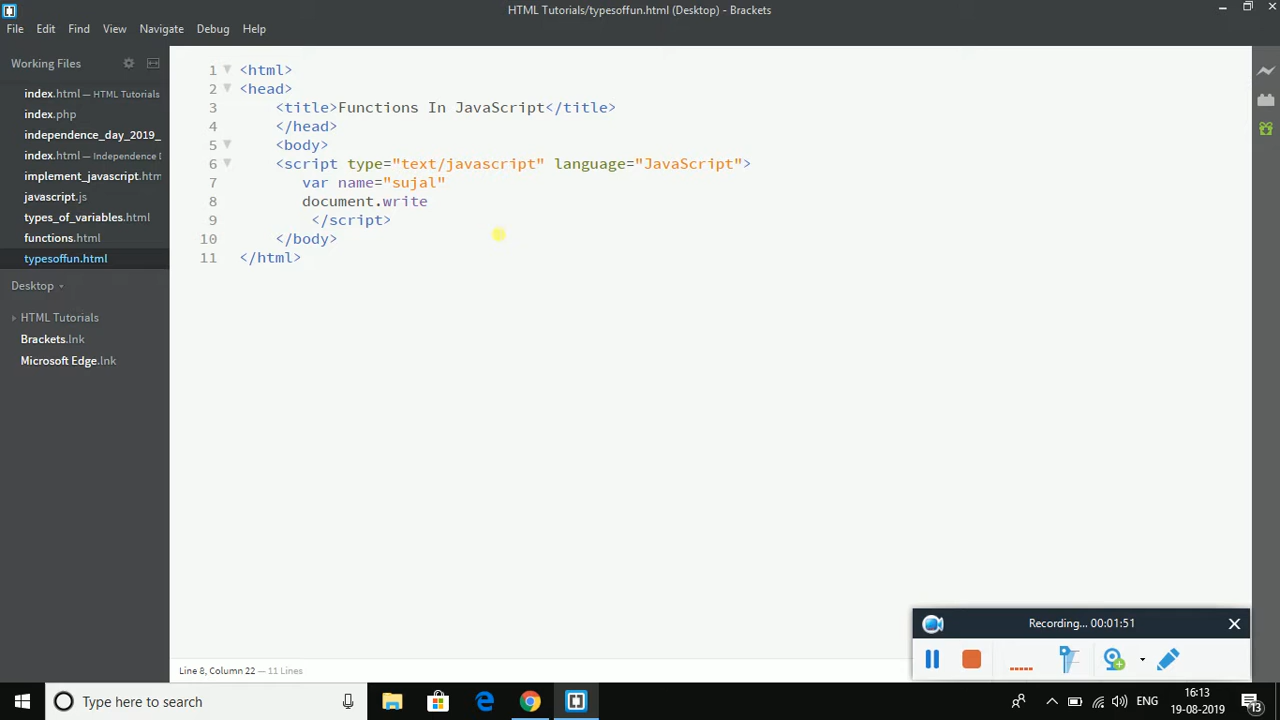 HTML Tutorials/typesoffun.html (Desktop) - Brackets
File Edit Find View Navigate Debug Help
Working Files
index.html — HTML Tutorials
index.php
independence_day_2019_
index.html — Independence D
implement_javascript.htm
javascript.js
types_of_variables.html
functions.html
typesoffun.html
Desktop
HTML Tutorials
Brackets.lnk
Microsoft Edge.lnk
1 <html>
2 <head>
3 <title>Functions In JavaScript</title>
4 </head>
5 <body>
6 <script type="text/javascript" language="JavaScript">
7 var name="sujal"
8 document.write
9 </script>
10 </body>
11 </html>
Line 8, Column 22 — 11 Lines
Recording... 00:01:51
Type here to search
ENG
16:13
19-08-2019
13